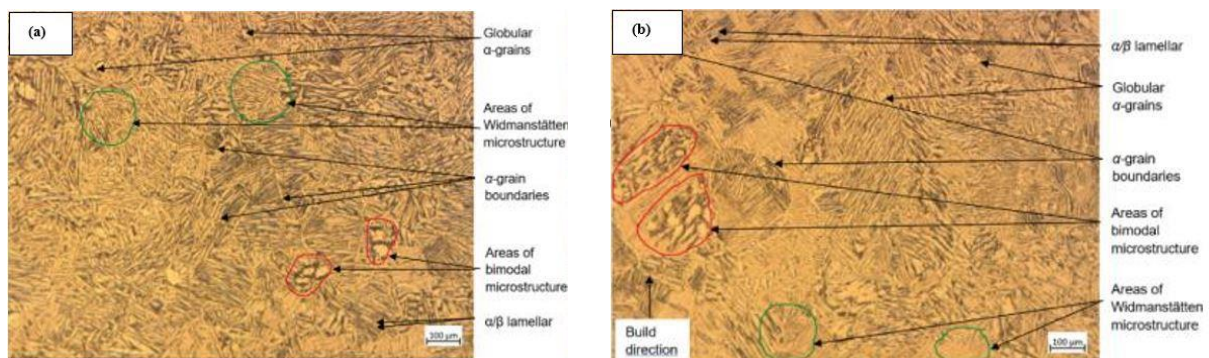 (a)
Globular
α-grains
Areas of
Widmanstätten
microstructure
α-grain
boundaries
Areas of
bimodal
microstructure
α/β lamellar
100 µm
(b)
α/β lamellar
Globular
α-grains
α-grain
boundaries
Areas of
bimodal
microstructure
Areas of
Widmanstätten
microstructure
Build
direction
100 µm